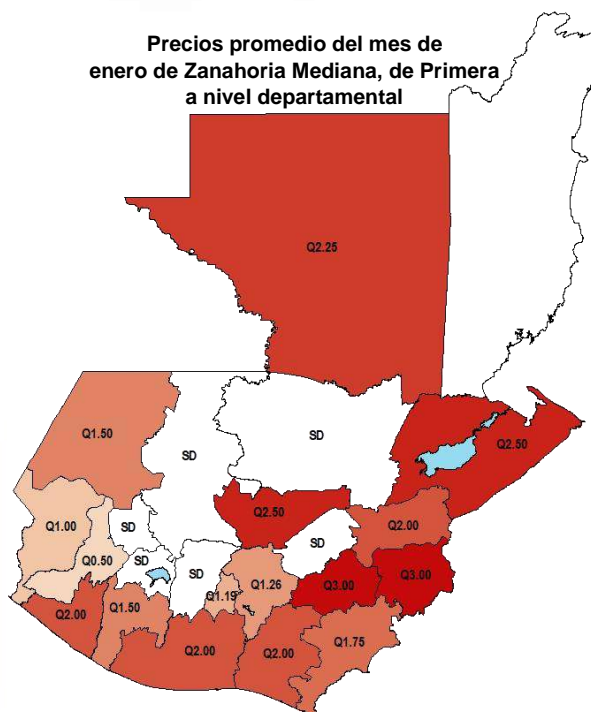 Precios promedio del mes de
enero de Zanahoria Mediana, de Primera
a nivel departamental
Q2.25
Q1.50
SD
SD
Q2.50
Q2.50
Q1.00
SD
Q2.00
Q0.50
SD
SD
SD
Q1.26
Q3.00
Q3.00
Q1.19
Q2.00
Q1.50
Q2.00
Q2.00
Q1.75